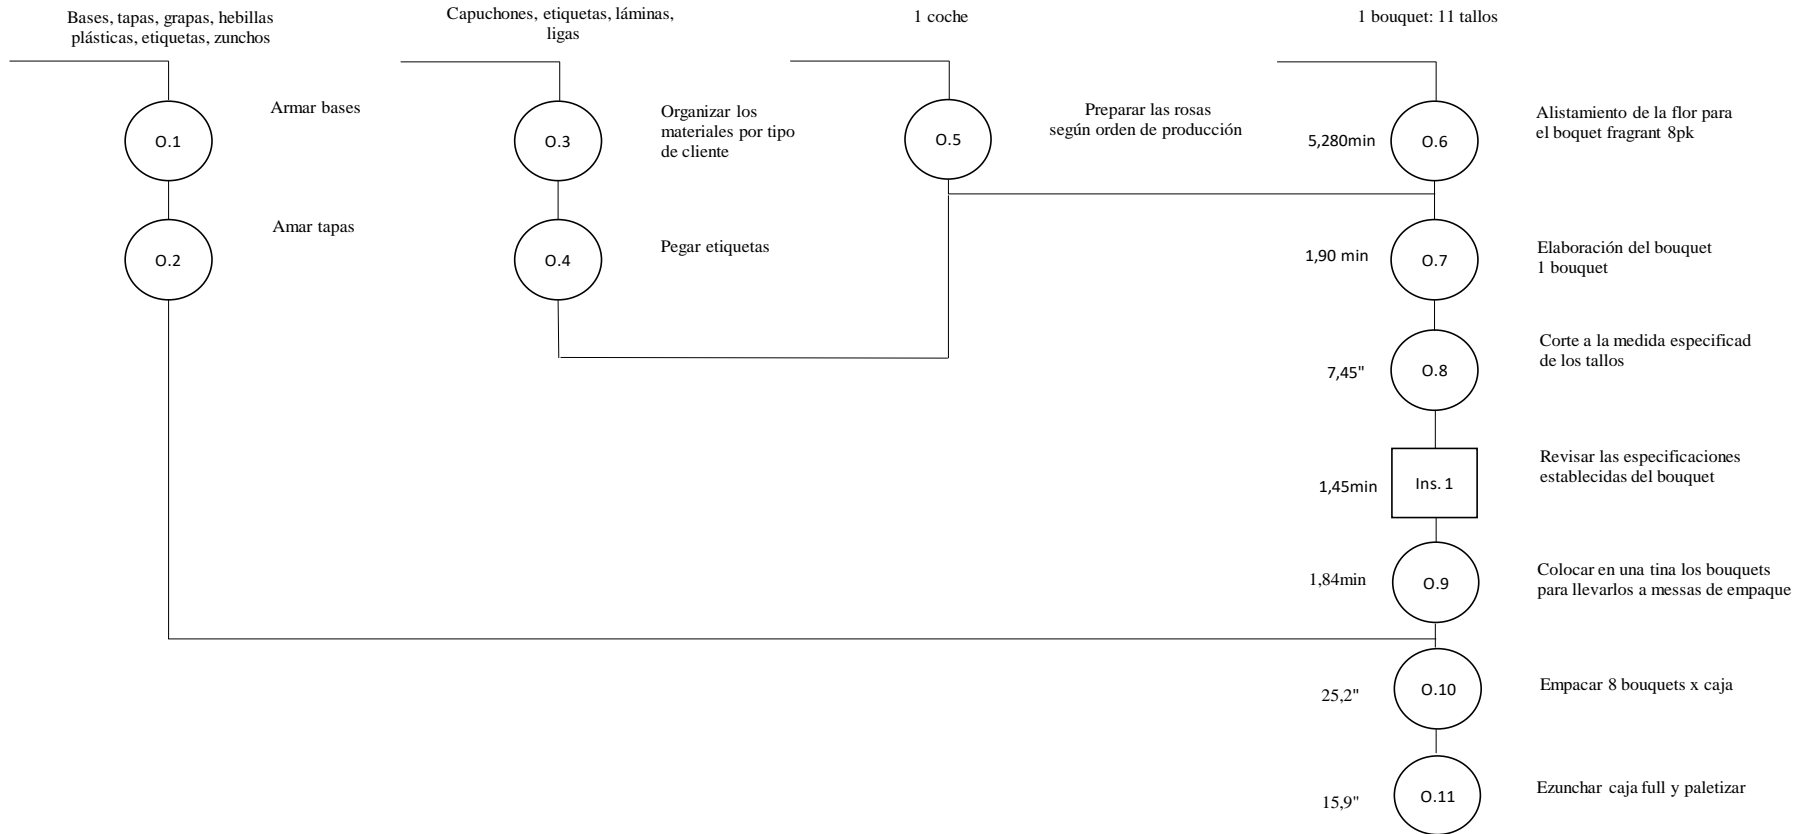 Bases, tapas, grapas, hebillas
plásticas, etiquetas, zunchos
Capuchones, etiquetas, láminas,
ligas
1 coche
1 bouquet: 11 tallos
O.1
Armar bases
O.2
Amar tapas
O.3
Organizar los
materiales por tipo
de cliente
O.4
Pegar etiquetas
O.5
Preparar las rosas
según orden de producción
5,280min
O.6
Alistamiento de la flor para
el boquet fragrant 8pk
1,90 min
O.7
Elaboración del bouquet
1 bouquet
7,45"
O.8
Corte a la medida especificad
de los tallos
1,45min
Ins. 1
Revisar las especificaciones
establecidas del bouquet
1,84min
O.9
Colocar en una tina los bouquets
para llevarlos a messas de empaque
25,2"
O.10
Empacar 8 bouquets x caja
15,9"
O.11
Ezunchar caja full y paletizar